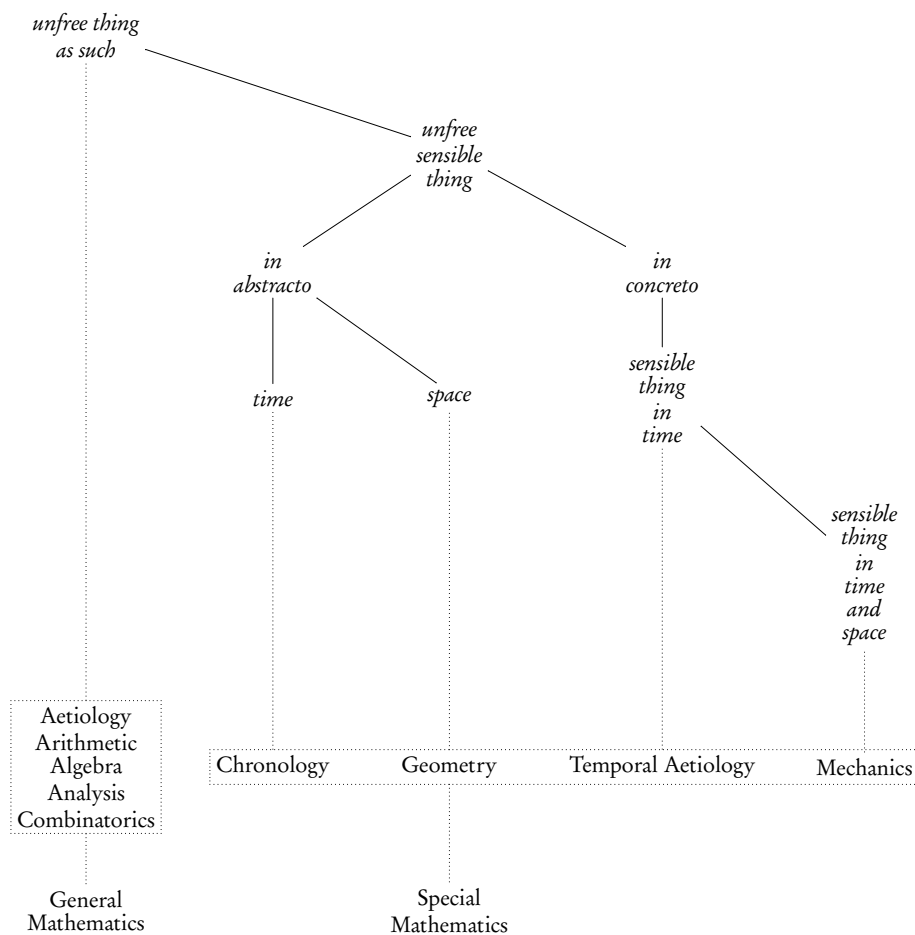 unfree thing
as such
unfree
sensible
thing
in
abstracto
in
concreto
time
space
sensible
thing
in
time
sensible
thing
in
time
and
space
Aetiology
Arithmetic
Algebra
Analysis
Combinatorics
Chronology
Geometry
Temporal Aetiology
Mechanics
General
Mathematics
Special
Mathematics